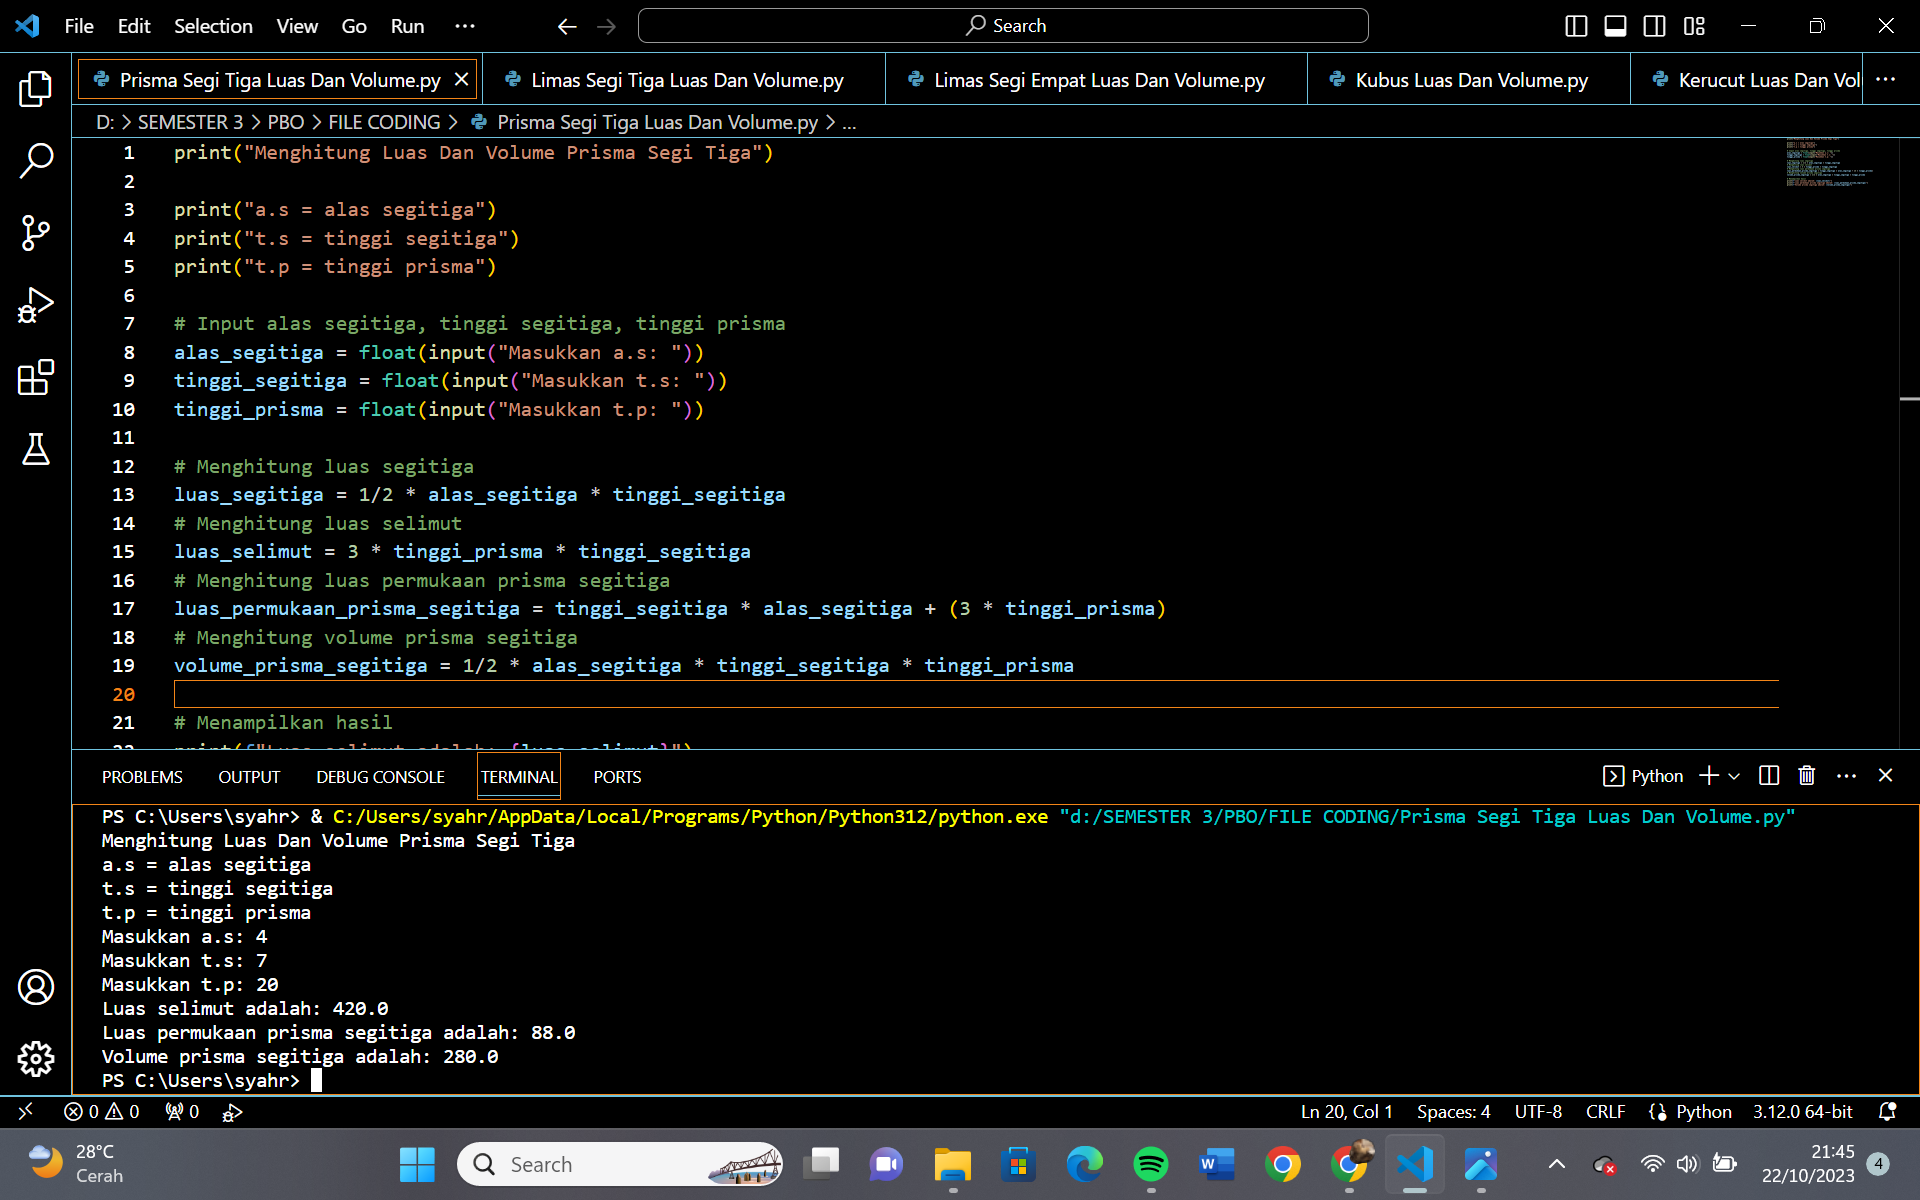 File Edit Selection View Go Run ...
Search
Prisma Segi Tiga Luas Dan Volume.py
Limas Segi Tiga Luas Dan Volume.py
Limas Segi Empat Luas Dan Volume.py
Kubus Luas Dan Volume.py
Kerucut Luas Dan Vol
D: > SEMESTER 3 > PBO > FILE CODING > Prisma Segi Tiga Luas Dan Volume.py > ...
1 print("Menghitung Luas Dan Volume Prisma Segi Tiga")
2
3 print("a.s = alas segitiga")
4 print("t.s = tinggi segitiga")
5 print("t.p = tinggi prisma")
6
7 # Input alas segitiga, tinggi segitiga, tinggi prisma
8 alas_segitiga = float(input("Masukkan a.s: "))
9 tinggi_segitiga = float(input("Masukkan t.s: "))
10 tinggi_prisma = float(input("Masukkan t.p: "))
11
12 # Menghitung luas segitiga
13 luas_segitiga = 1/2 * alas_segitiga * tinggi_segitiga
14 # Menghitung luas selimut
15 luas_selimut = 3 * tinggi_prisma * tinggi_segitiga
16 # Menghitung luas permukaan prisma segitiga
17 luas_permukaan_prisma_segitiga = tinggi_segitiga * alas_segitiga + (3 * tinggi_prisma)
18 # Menghitung volume prisma segitiga
19 volume_prisma_segitiga = 1/2 * alas_segitiga * tinggi_segitiga * tinggi_prisma
20
21 # Menampilkan hasil
22 print(f"Luas selimut adalah: {luas_selimut}")
PROBLEMS OUTPUT DEBUG CONSOLE TERMINAL PORTS
Python
PS C:\Users\syahr> & C:/Users/syahr/AppData/Local/Programs/Python/Python312/python.exe "d:/SEMESTER 3/PBO/FILE CODING/Prisma Segi Tiga Luas Dan Volume.py"
Menghitung Luas Dan Volume Prisma Segi Tiga
a.s = alas segitiga
t.s = tinggi segitiga
t.p = tinggi prisma
Masukkan a.s: 4
Masukkan t.s: 7
Masukkan t.p: 20
Luas selimut adalah: 420.0
Luas permukaan prisma segitiga adalah: 88.0
Volume prisma segitiga adalah: 280.0
PS C:\Users\syahr>
0 0 0
Ln 20, Col 1 Spaces: 4 UTF-8 CRLF Python 3.12.0 64-bit
28°C
Cerah
Search
21:45
22/10/2023
4